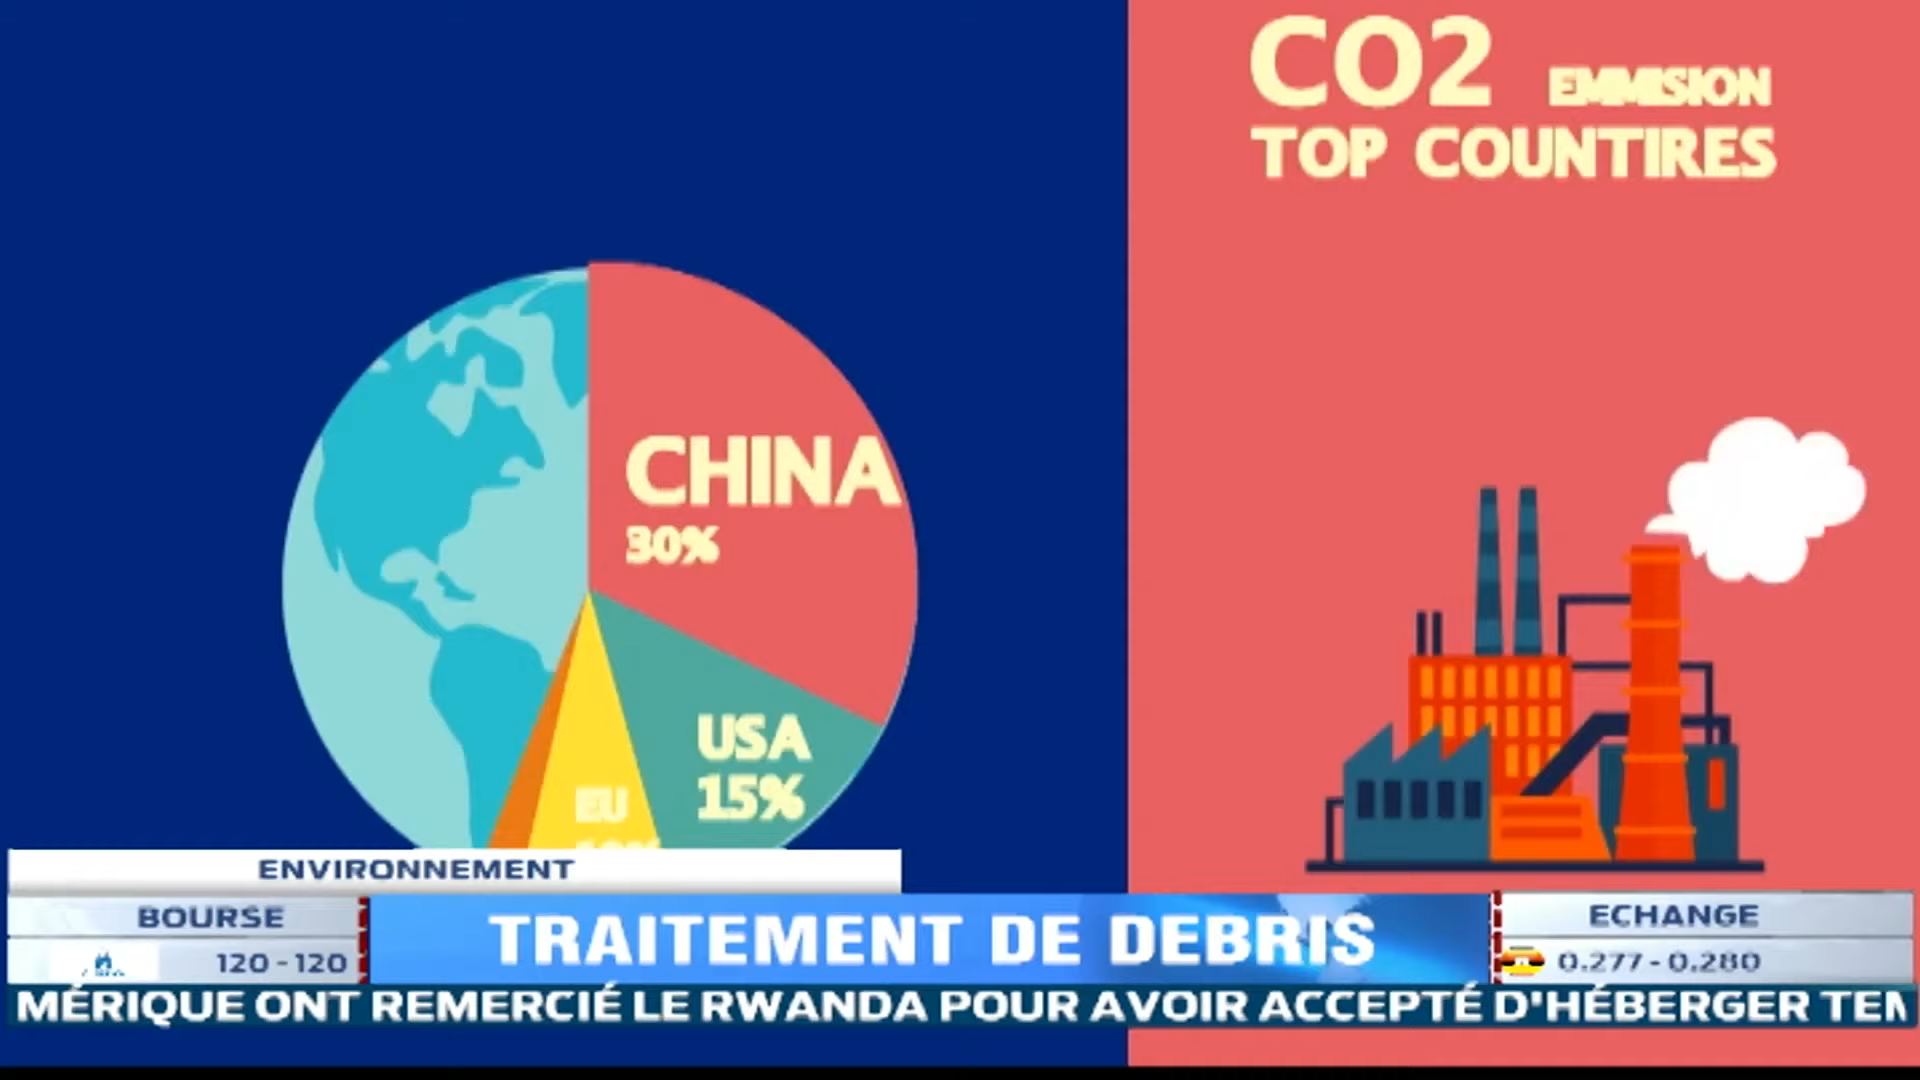 CO2 EMMISION
TOP COUNTIRES
CHINA
30%
USA
15%
EU
ENVIRONNEMENT
BOURSE
TRAITEMENT DE DEBRIS
ECHANGE
120 - 120
0.277 - 0.280
MÉRIQUE ONT REMERCIÉ LE RWANDA POUR AVOIR ACCEPTÉ D'HÉBERGER TEM